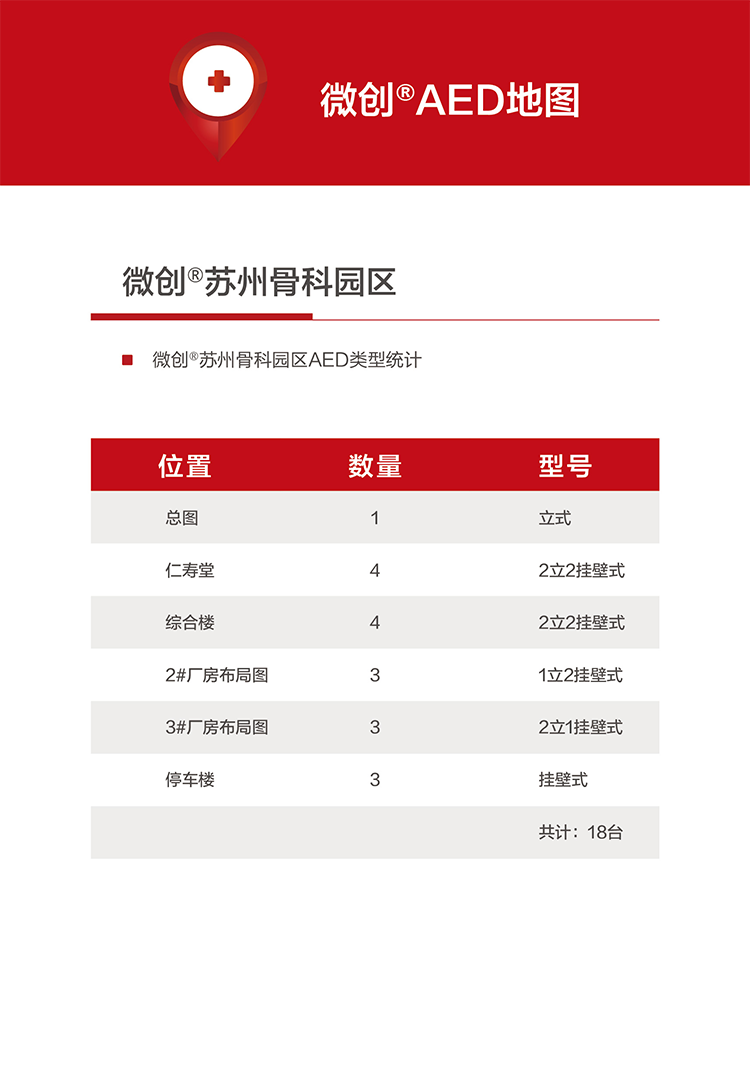 微创®AED地图
微创®苏州骨科园区
■ 微创®苏州骨科园区AED类型统计
位置 数量 型号
总图 1 立式
仁寿堂 4 2立2挂壁式
综合楼 4 2立2挂壁式
2#厂房布局图 3 1立2挂壁式
3#厂房布局图 3 2立1挂壁式
停车楼 3 挂壁式
共计：18台